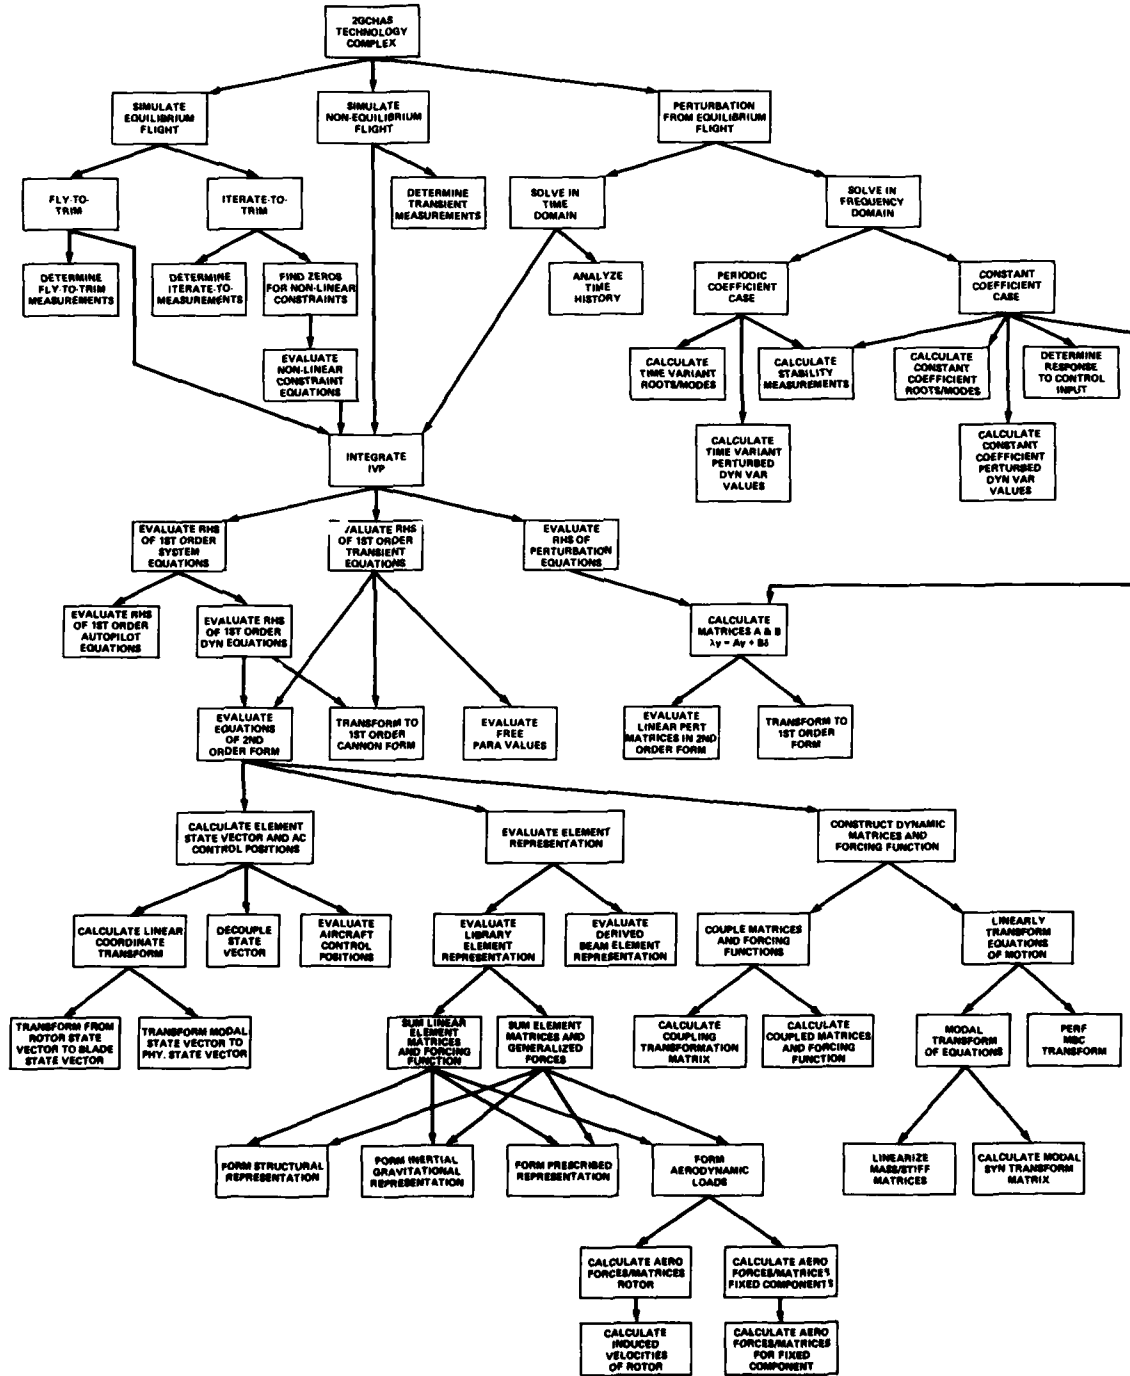 2GCHAS
TECHNOLOGY
COMPLEX
SIMULATE
EQUILIBRIUM
FLIGHT
SIMULATE
NON-EQUILIBRIUM
FLIGHT
PERTURBATION
FROM EQUILIBRIUM
FLIGHT
FLY-TO-
TRIM
ITERATE-TO-
TRIM
DETERMINE
TRANSIENT
MEASUREMENTS
SOLVE IN
TIME
DOMAIN
SOLVE IN
FREQUENCY
DOMAIN
DETERMINE
FLY-TO-TRIM
MEASUREMENTS
DETERMINE
ITERATE-TO-
MEASUREMENTS
FIND ZEROS
FOR NON-LINEAR
CONSTRAINTS
ANALYZE
TIME
HISTORY
PERIODIC
COEFFICIENT
CASE
CONSTANT
COEFFICIENT
CASE
EVALUATE
NON-LINEAR
CONSTRAINT
EQUATIONS
CALCULATE
TIME VARIANT
ROOTS/MODES
CALCULATE
STABILITY
MEASUREMENTS
CALCULATE
CONSTANT
COEFFICIENT
ROOTS/MODES
DETERMINE
RESPONSE
TO CONTROL
INPUT
INTEGRATE
IVP
CALCULATE
TIME VARIANT
PERTURBED
DYN VAR
VALUES
CALCULATE
CONSTANT
COEFFICIENT
PERTURBED
DYN VAR
VALUES
EVALUATE RHS
OF 1ST ORDER
SYSTEM
EQUATIONS
VALUATE RHS
OF 1ST ORDER
TRANSIENT
EQUATIONS
EVALUATE
RHS OF
PERTURBATION
EQUATIONS
EVALUATE RHS
OF 1ST ORDER
AUTOPILOT
EQUATIONS
EVALUATE RHS
OF 1ST ORDER
DYN EQUATIONS
CALCULATE
MATRICES A & B
λy = Ay + Bδ
EVALUATE
EQUATIONS
OF 2ND
ORDER FORM
TRANSFORM TO
1ST ORDER
CANNON FORM
EVALUATE
FREE
PARA VALUES
EVALUATE
LINEAR PERT
MATRICES IN 2ND
ORDER FORM
TRANSFORM TO
1ST ORDER
FORM
CALCULATE ELEMENT
STATE VECTOR AND AC
CONTROL POSITIONS
EVALUATE ELEMENT
REPRESENTATION
CONSTRUCT DYNAMIC
MATRICES AND
FORCING FUNCTION
CALCULATE LINEAR
COORDINATE
TRANSFORM
DECOUPLE
STATE
VECTOR
EVALUATE
AIRCRAFT
CONTROL
POSITIONS
EVALUATE
LIBRARY
ELEMENT
REPRESENTATION
EVALUATE
DERIVED
BEAM ELEMENT
REPRESENTATION
COUPLE MATRICES
AND FORCING
FUNCTIONS
LINEARLY
TRANSFORM
EQUATIONS
OF MOTION
TRANSFORM FROM
ROTOR STATE
VECTOR TO BLADE
STATE VECTOR
TRANSFORM MODAL
STATE VECTOR TO
PHY. STATE VECTOR
SUM LINEAR
ELEMENT
MATRICES
AND FORCING
FUNCTION
SUM ELEMENT
MATRICES AND
GENERALIZED
FORCES
CALCULATE
COUPLING
TRANSFORMATION
MATRIX
CALCULATE
COUPLED MATRICES
AND FORCING
FUNCTION
MODAL
TRANSFORM
OF EQUATIONS
PERF
MBC
TRANSFORM
FORM STRUCTURAL
REPRESENTATION
FORM INERTIAL
GRAVITATIONAL
REPRESENTATION
FORM PRESCRIBED
REPRESENTATION
FORM
AERODYNAMIC
LOADS
LINEARIZE
MASS/STIFF
MATRICES
CALCULATE MODAL
SYN TRANSFORM
MATRIX
CALCULATE AERO
FORCES/MATRICES
ROTOR
CALCULATE AERO
FORCES/MATRICES
FIXED COMPONENTS
CALCULATE
INDUCED
VELOCITIES
OF ROTOR
CALCULATE AERO
FORCES/MATRICES
FOR FIXED
COMPONENT